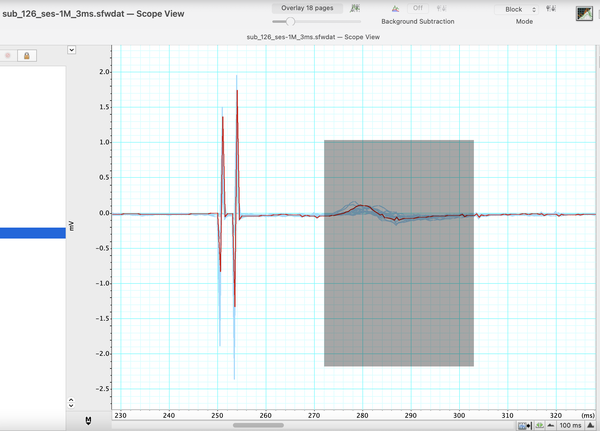 sub_126_ses-1M_3ms.sfwdat — Scope View
Overlay 18 pages
Off
Block
Background Subtraction
Mode
sub_126_ses-1M_3ms.sfwdat — Scope View
2.0
1.5
1.0
0.5
0.0
mV
−0.5
−1.0
−1.5
−2.0
−2.5
230 240 250 260 270 280 290 300 310 320 (ms)
100 ms